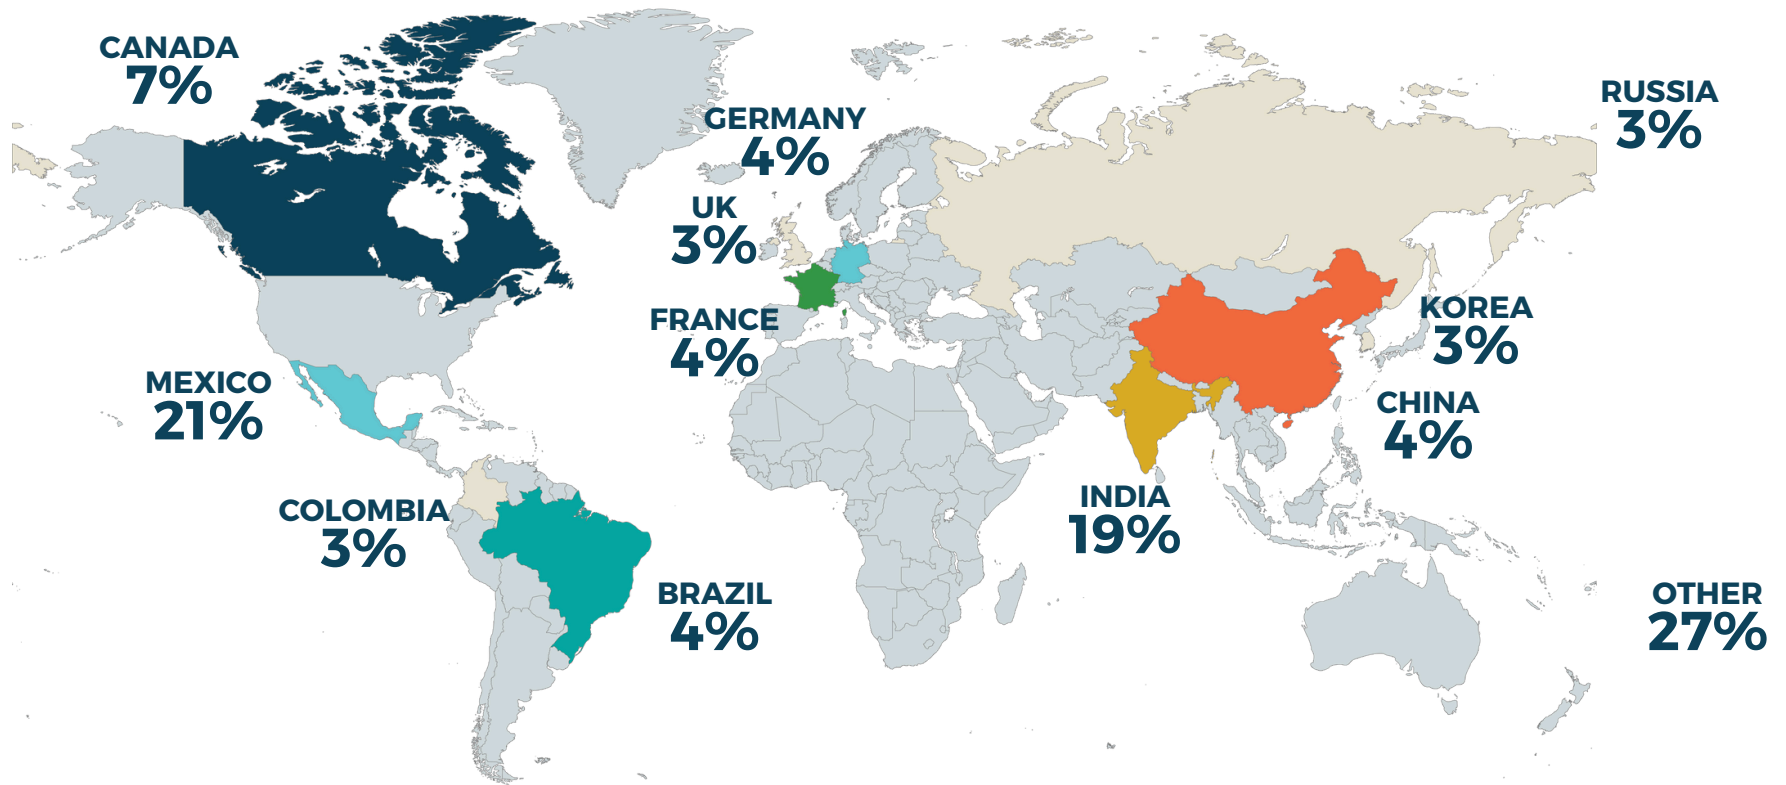 CANADA
7%
GERMANY
4%
RUSSIA
3%
UK
3%
FRANCE
4%
KOREA
3%
MEXICO
21%
CHINA
4%
COLOMBIA
3%
INDIA
19%
BRAZIL
4%
OTHER
27%